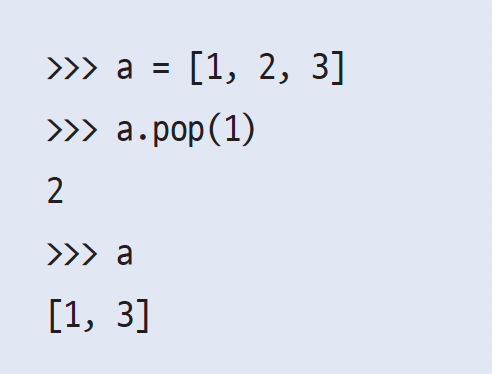 >>> a = [1, 2, 3]
>>> a.pop(1)
2
>>> a
[1, 3]